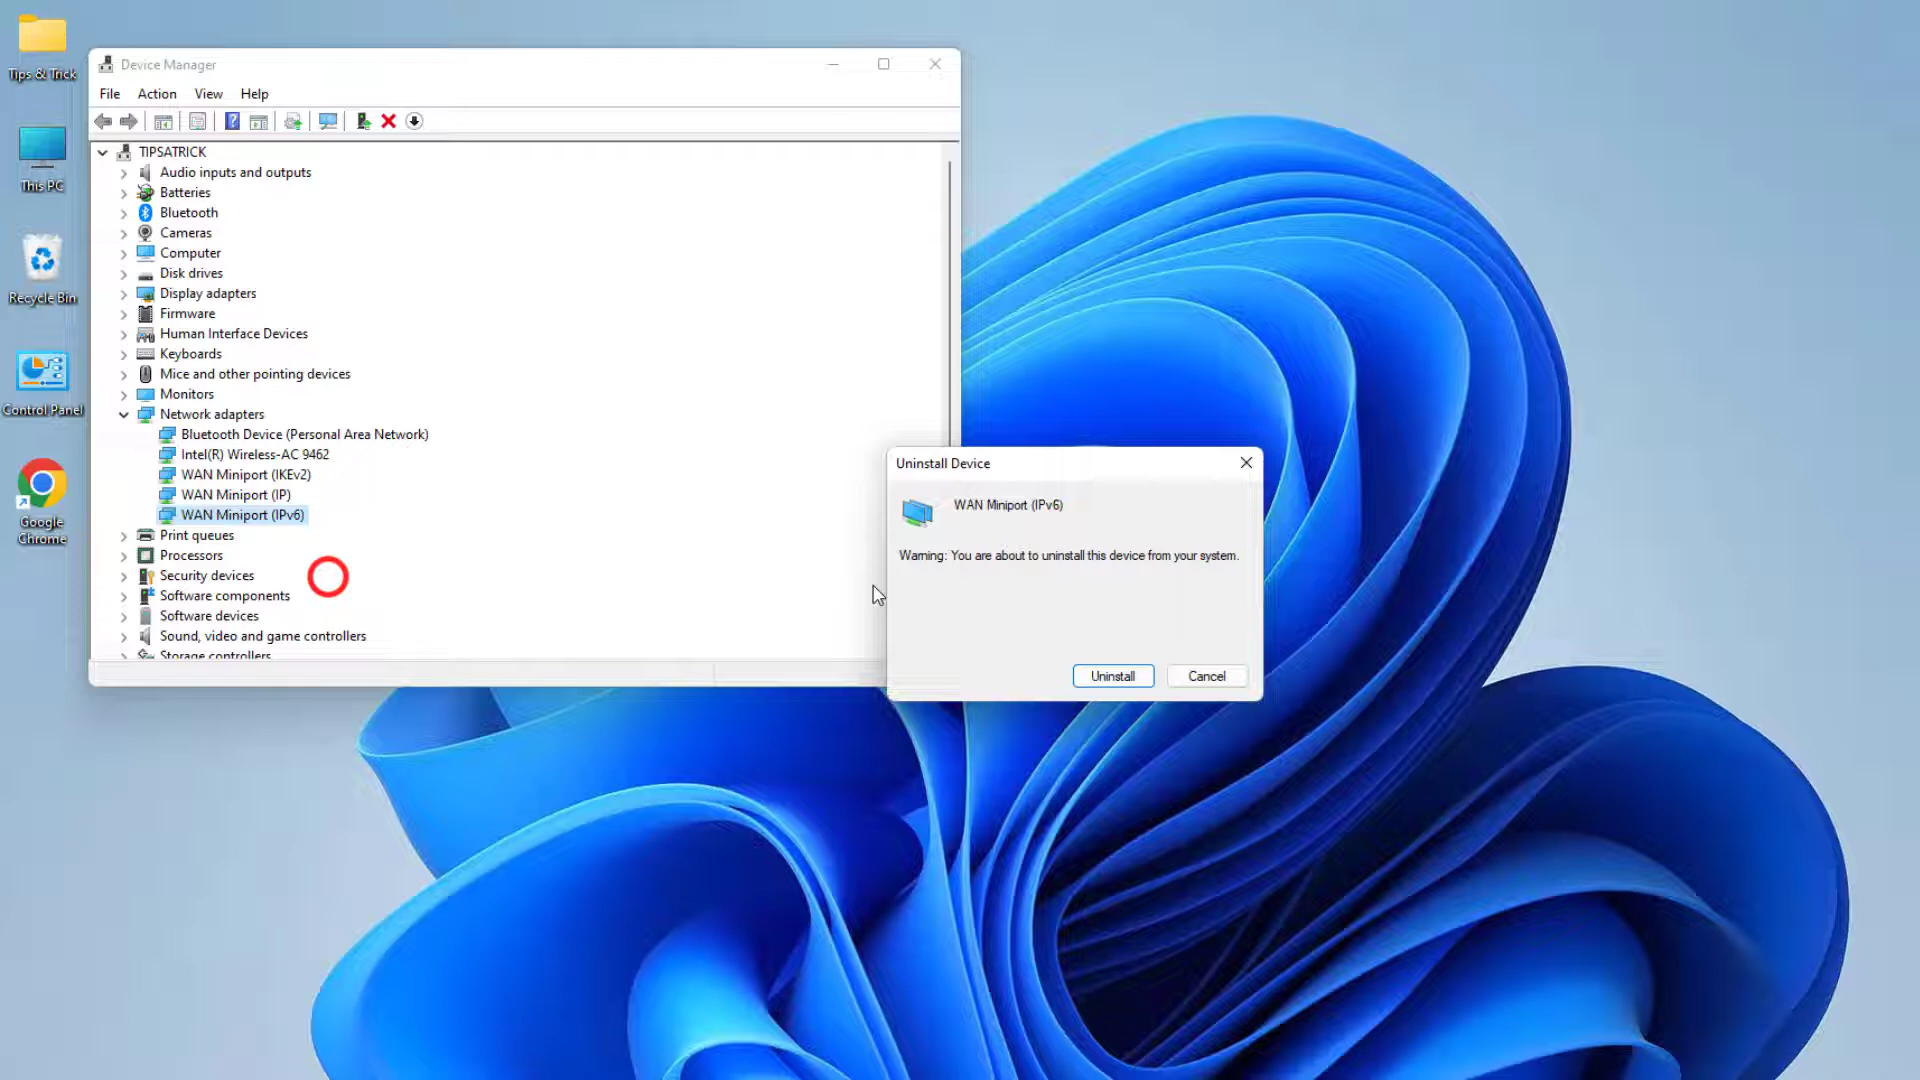 Tips & Trick
This PC
Recycle Bin
Control Panel
Google
Chrome
Device Manager
File Action View Help
TIPSATRICK
Audio inputs and outputs
Batteries
Bluetooth
Cameras
Computer
Disk drives
Display adapters
Firmware
Human Interface Devices
Keyboards
Mice and other pointing devices
Monitors
Network adapters
Bluetooth Device (Personal Area Network)
Intel(R) Wireless-AC 9462
WAN Miniport (IKEv2)
WAN Miniport (IP)
WAN Miniport (IPv6)
Print queues
Processors
Security devices
Software components
Software devices
Sound, video and game controllers
Storage controllers
Uninstall Device
WAN Miniport (IPv6)
Warning: You are about to uninstall this device from your system.
Uninstall Cancel